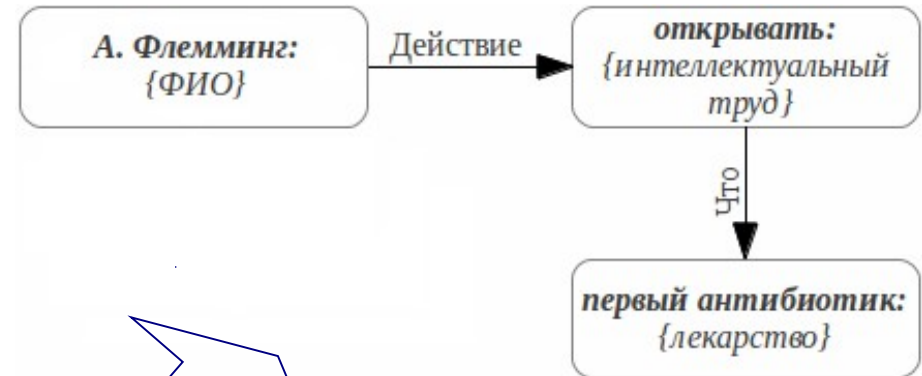 А. Флемминг:
{ФИО}
Действие
открывать:
{интеллектуальный
труд}
Что
первый антибиотик:
{лекарство}